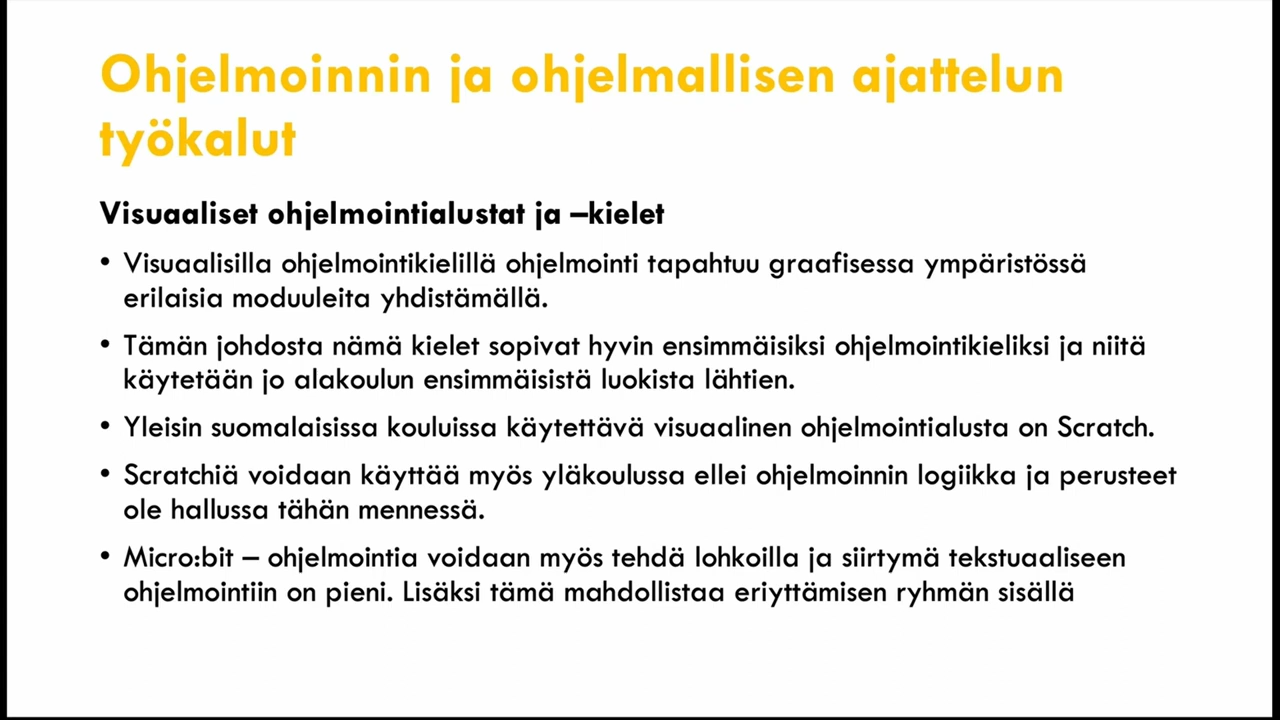 Ohjelmoinnin ja ohjelmallisen ajattelun
työkalut
Visuaaliset ohjelmointialustat ja –kielet
• Visuaalisilla ohjelmointikielillä ohjelmointi tapahtuu graafisessa ympäristössä
erilaisia moduuleita yhdistämällä.
• Tämän johdosta nämä kielet sopivat hyvin ensimmäisiksi ohjelmointikieliksi ja niitä
käytetään jo alakoulun ensimmäisistä luokista lähtien.
• Yleisin suomalaisissa kouluissa käytettävä visuaalinen ohjelmointialusta on Scratch.
• Scratchiä voidaan käyttää myös yläkoulussa ellei ohjelmoinnin logiikka ja perusteet
ole hallussa tähän mennessä.
• Micro:bit – ohjelmointia voidaan myös tehdä lohkoilla ja siirtymä tekstuaaliseen
ohjelmointiin on pieni. Lisäksi tämä mahdollistaa eriyttämisen ryhmän sisällä